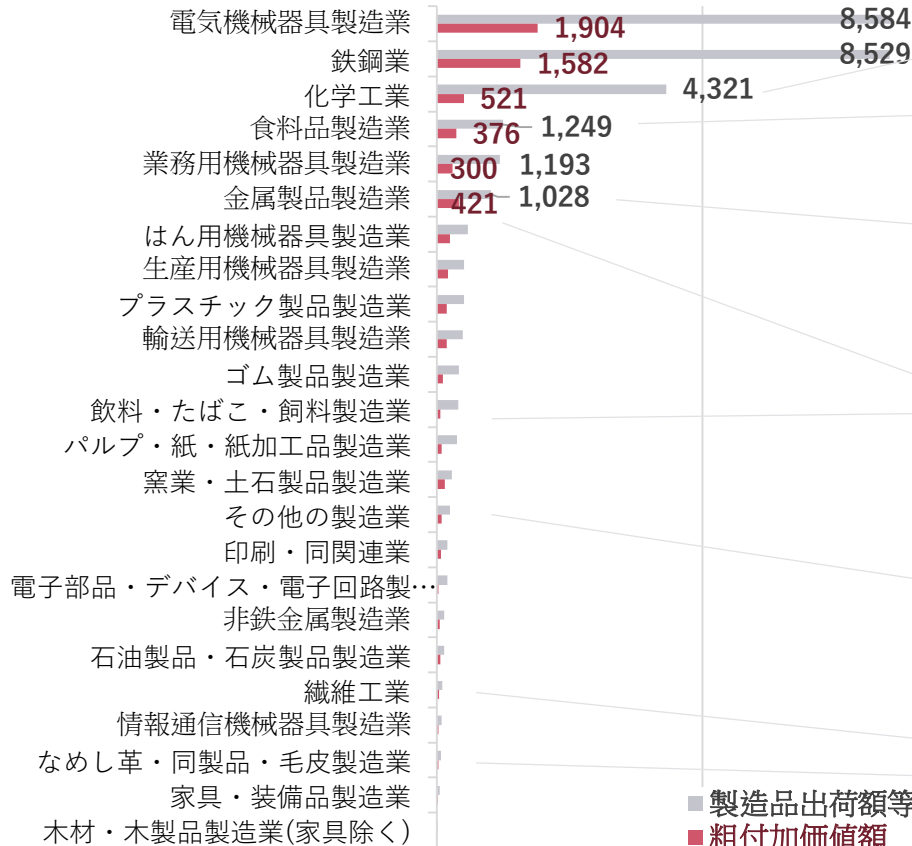 電気機械器具製造業 8,584
1,904
鉄鋼業 8,529
1,582
化学工業 4,321
521
食料品製造業 376 1,249
業務用機械器具製造業 300 1,193
金属製品製造業 421 1,028
はん用機械器具製造業
生産用機械器具製造業
プラスチック製品製造業
輸送用機械器具製造業
ゴム製品製造業
飲料・たばこ・飼料製造業
パルプ・紙・紙加工品製造業
窯業・土石製品製造業
その他の製造業
印刷・同関連業
電子部品・デバイス・電子回路製…
非鉄金属製造業
石油製品・石炭製品製造業
繊維工業
情報通信機械器具製造業
なめし革・同製品・毛皮製造業
家具・装備品製造業
木材・木製品製造業(家具除く)
製造品出荷額等
粗付加価値額